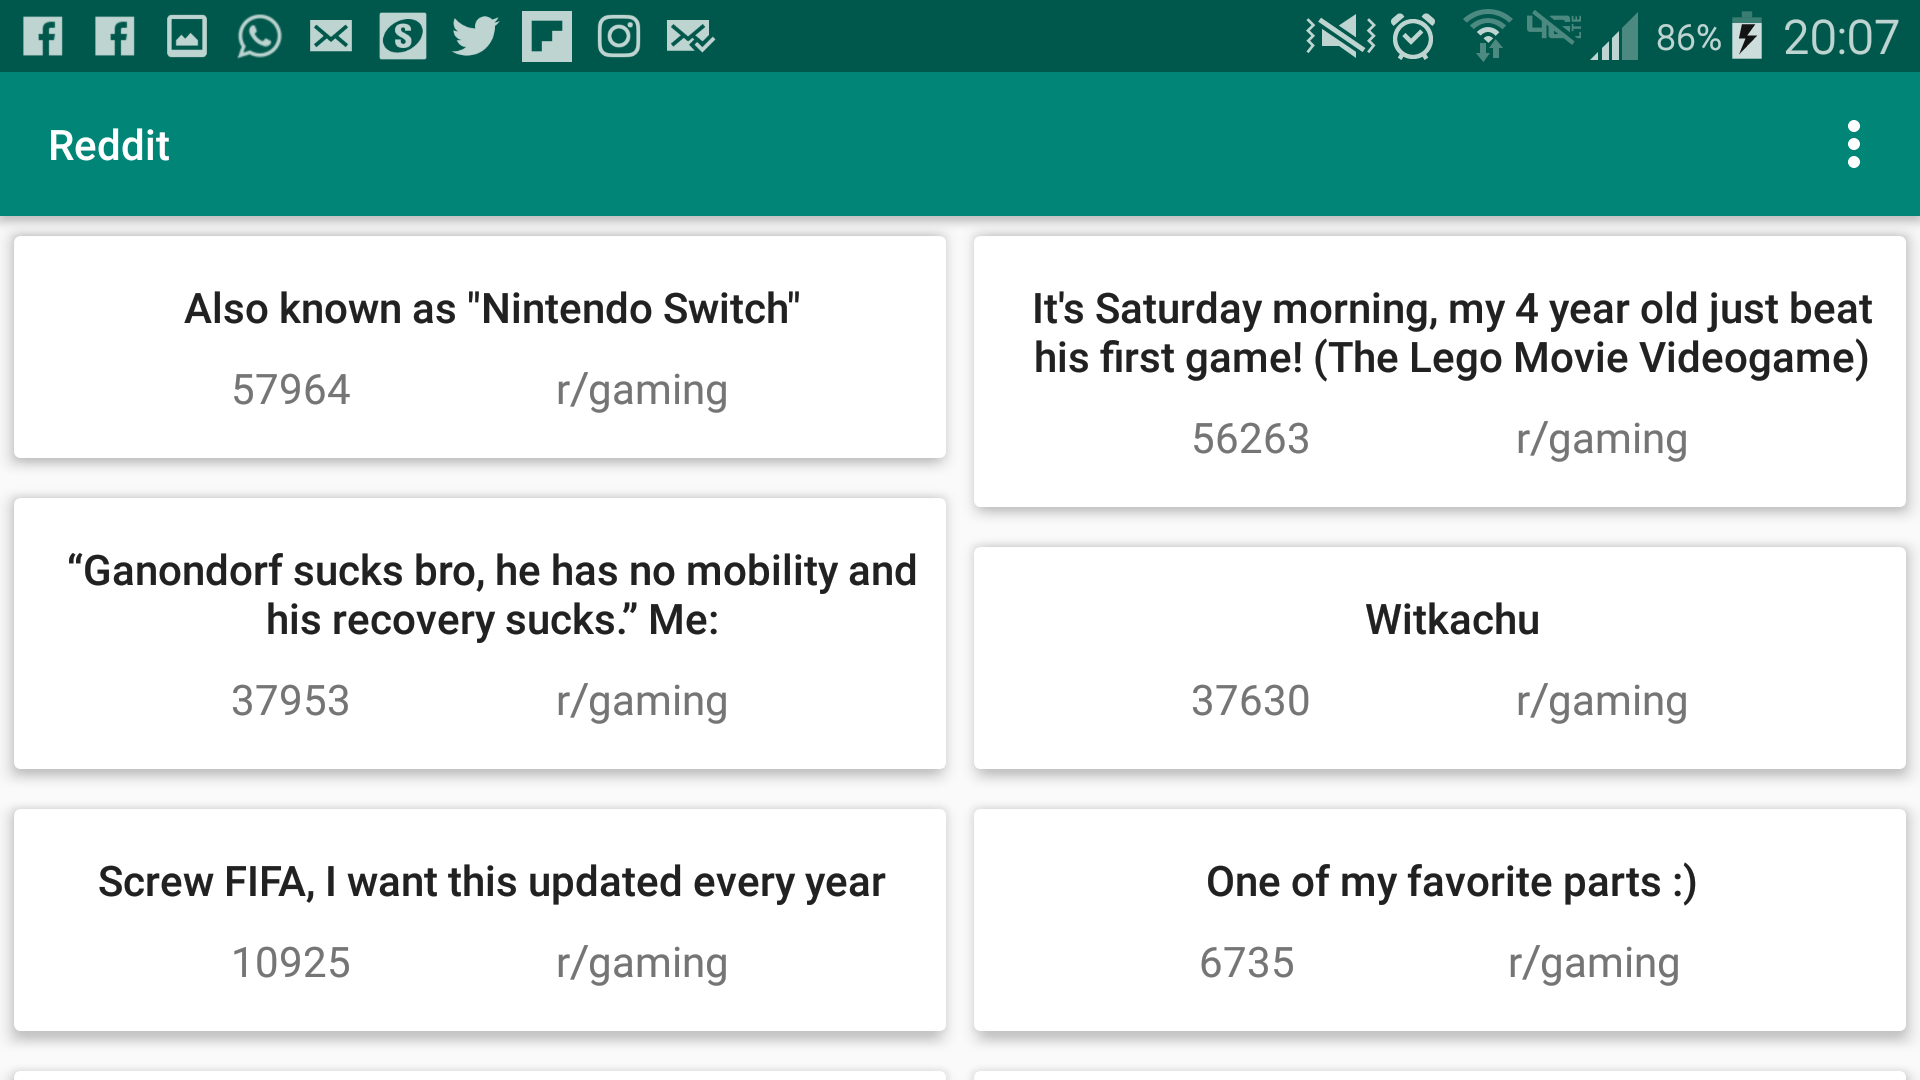 86% 20:07
Reddit
Also known as "Nintendo Switch"
57964 r/gaming
It's Saturday morning, my 4 year old just beat
his first game! (The Lego Movie Videogame)
56263 r/gaming
“Ganondorf sucks bro, he has no mobility and
his recovery sucks.” Me:
37953 r/gaming
Witkachu
37630 r/gaming
Screw FIFA, I want this updated every year
10925 r/gaming
One of my favorite parts :)
6735 r/gaming